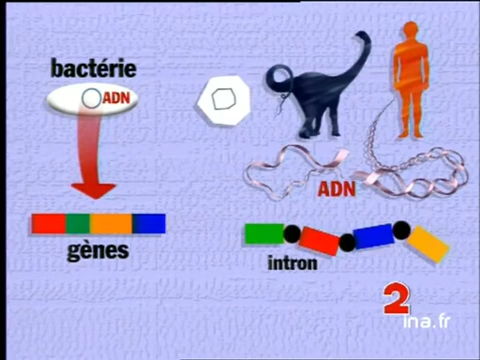 bactérie
ADN
gènes
ADN
intron
2
ina.fr